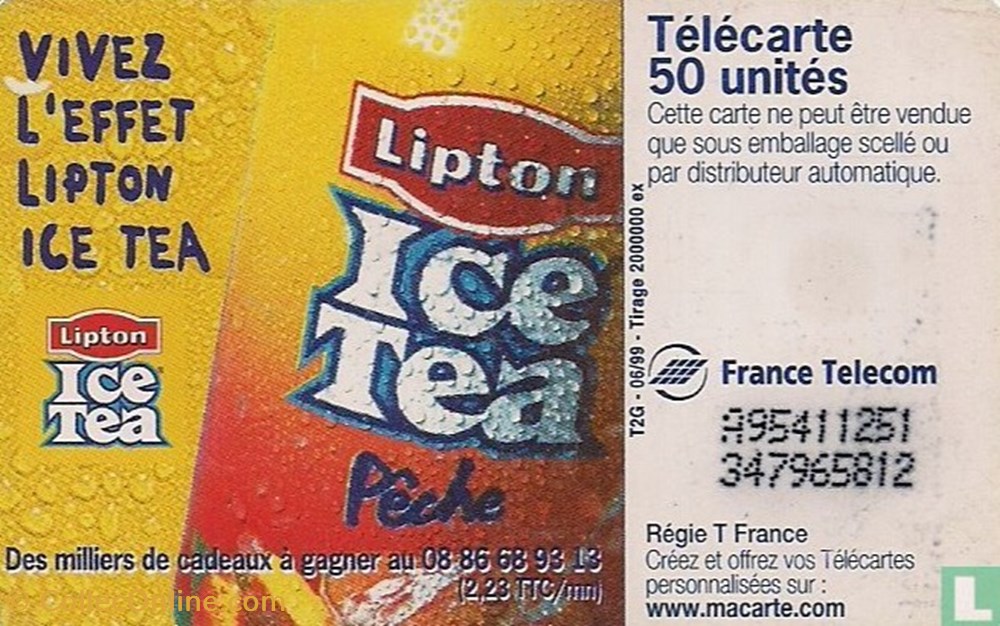 VIVEZ
L'EFFET
LIPTON
ICE TEA
Lipton
Ice
Tea
Lipton
Ice
Tea
Pêche
Des milliers de cadeaux à gagner au 08 86 68 93 13
(2,23 TTC/mn)
T2G - 06/99 - Tirage 2000000 ex
Télécarte
50 unités
Cette carte ne peut être vendue
que sous emballage scellé ou
par distributeur automatique.
France Telecom
A95411251
347965812
Régie T France
Créez et offrez vos Télécartes
personnalisées sur :
www.macarte.com
L